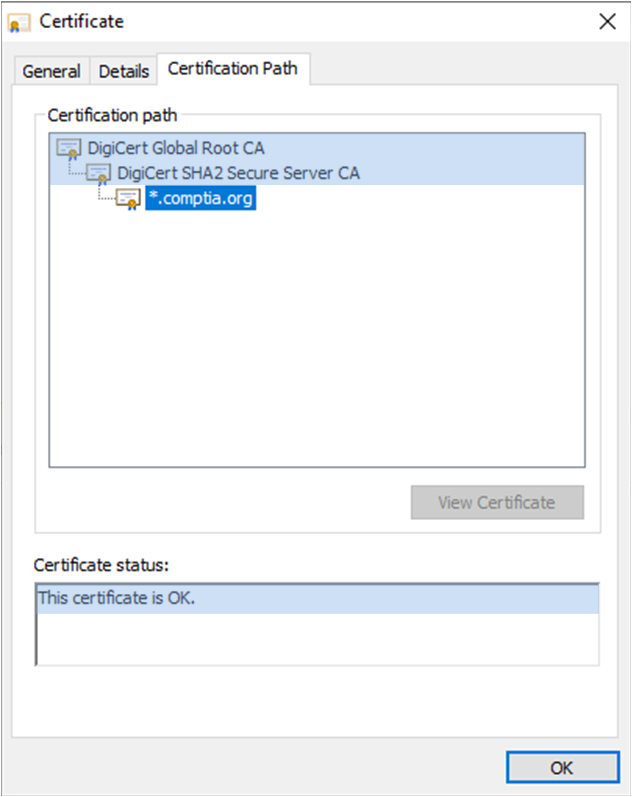 Certificate
General Details Certification Path
Certification path
DigiCert Global Root CA
DigiCert SHA2 Secure Server CA
*.comptia.org
View Certificate
Certificate status:
This certificate is OK.
OK